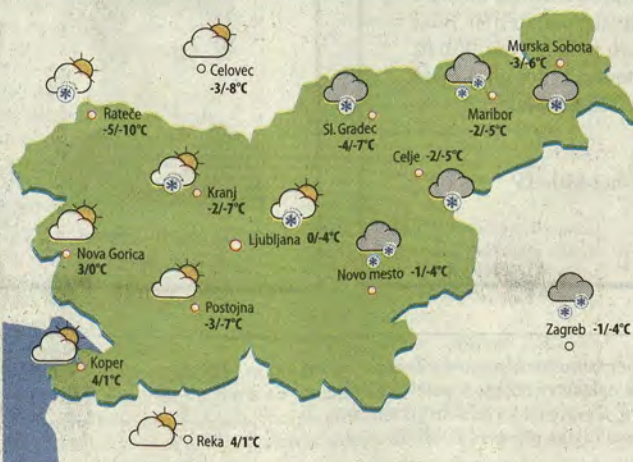 Murska Sobota
-3/-6°C
Celovec
-3/-8°C
Rateče
-5/-10°C
Sl. Gradec
-4/-7°C
Maribor
-2/-5°C
Celje -2/-5°C
Kranj
-2/-7°C
Ljubljana 0/-4°C
Nova Gorica
3/0°C
Novo mesto -1/-4°C
Postojna
-3/-7°C
Zagreb -1/-4°C
Koper
4/1°C
Reka 4/1°C